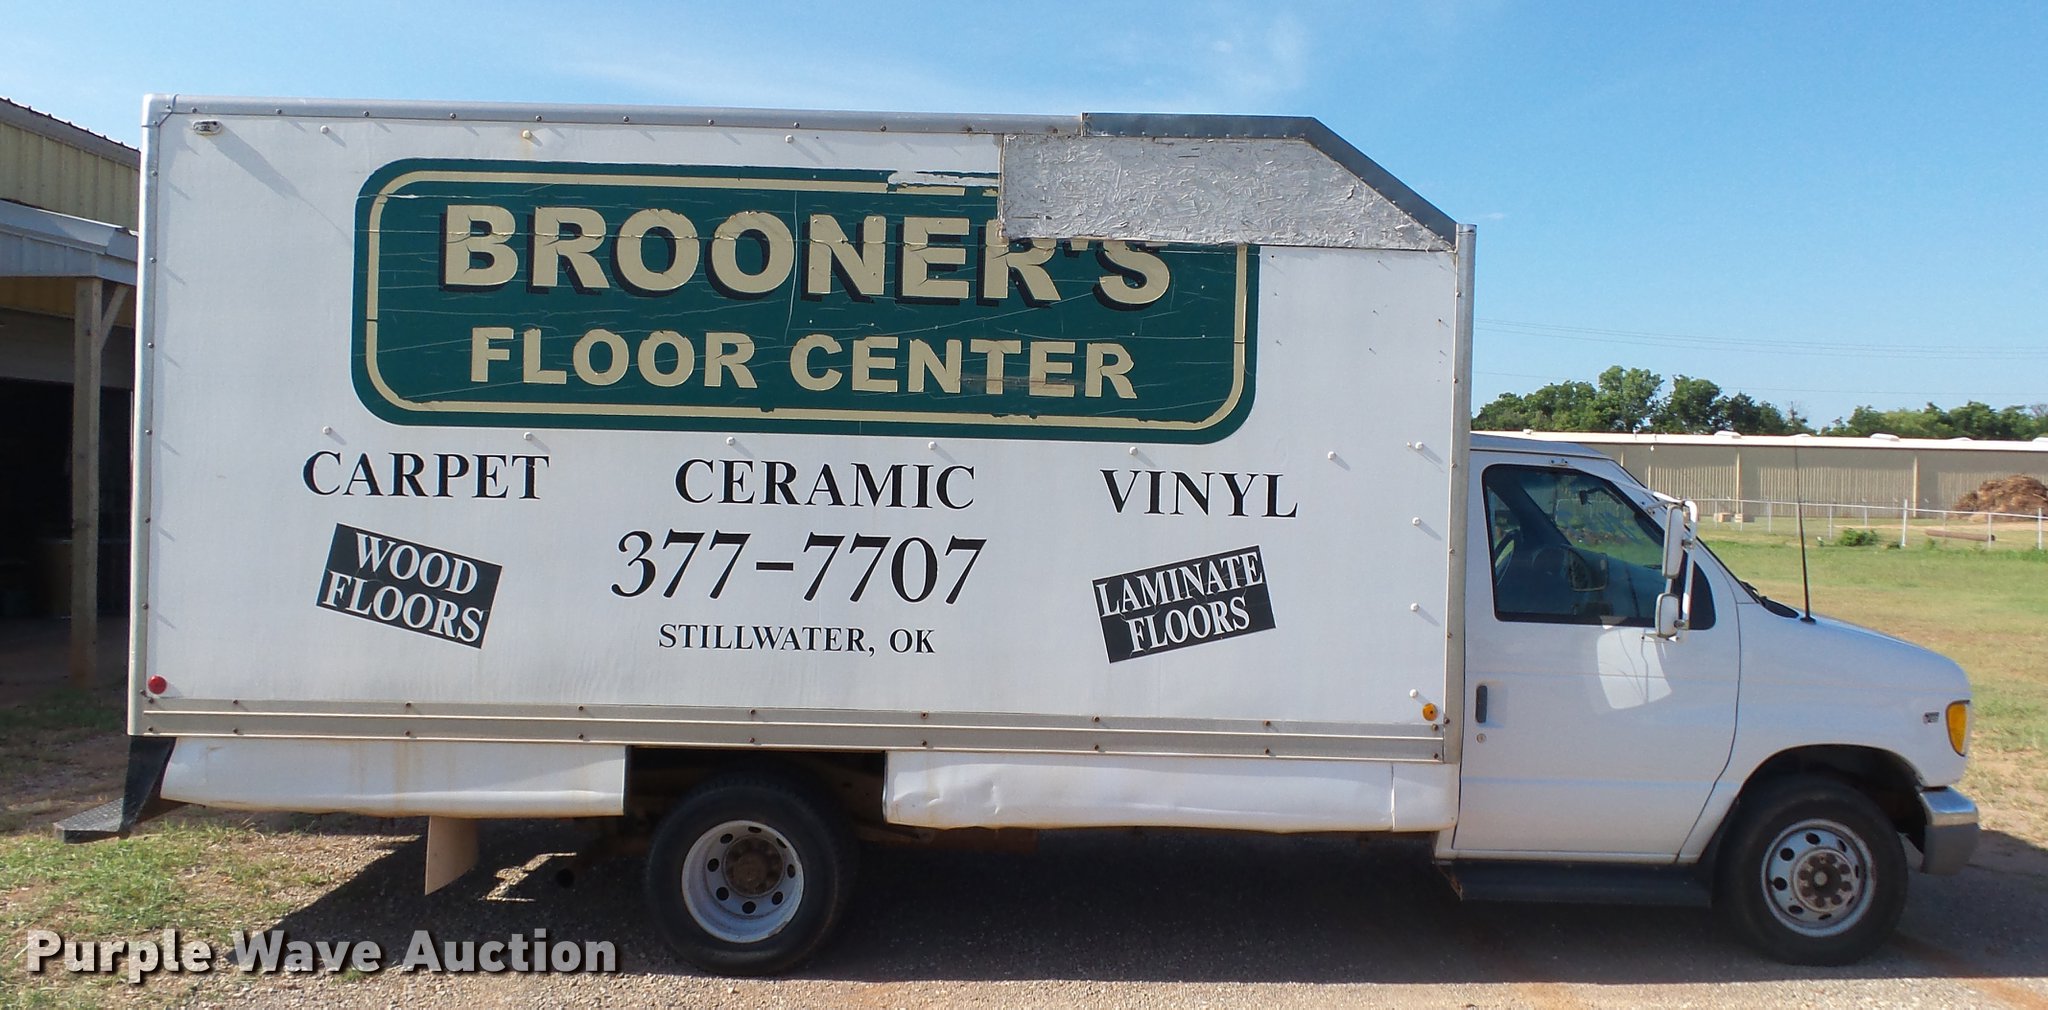 BROONER'S
FLOOR CENTER
CARPET CERAMIC VINYL
WOOD
FLOORS
377-7707
STILLWATER, OK
LAMINATE
FLOORS
Purple Wave Auction